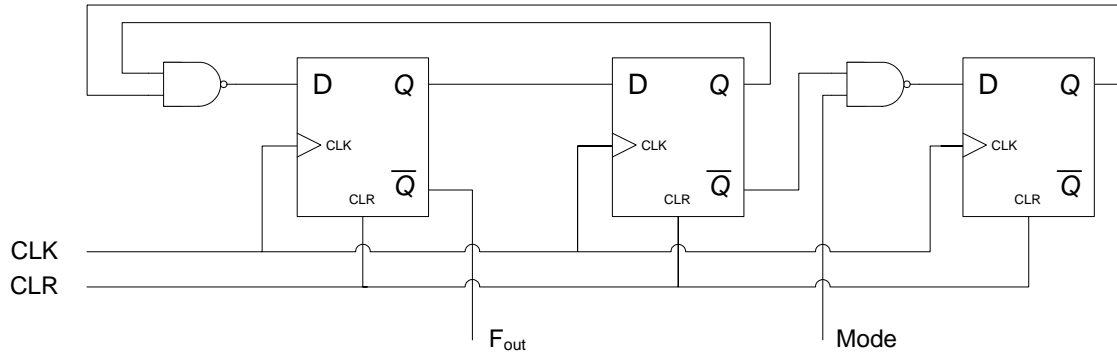 D Q D Q D Q
CLK CLK CLK
Q Q Q
CLR CLR CLR
CLK
CLR
Fout Mode